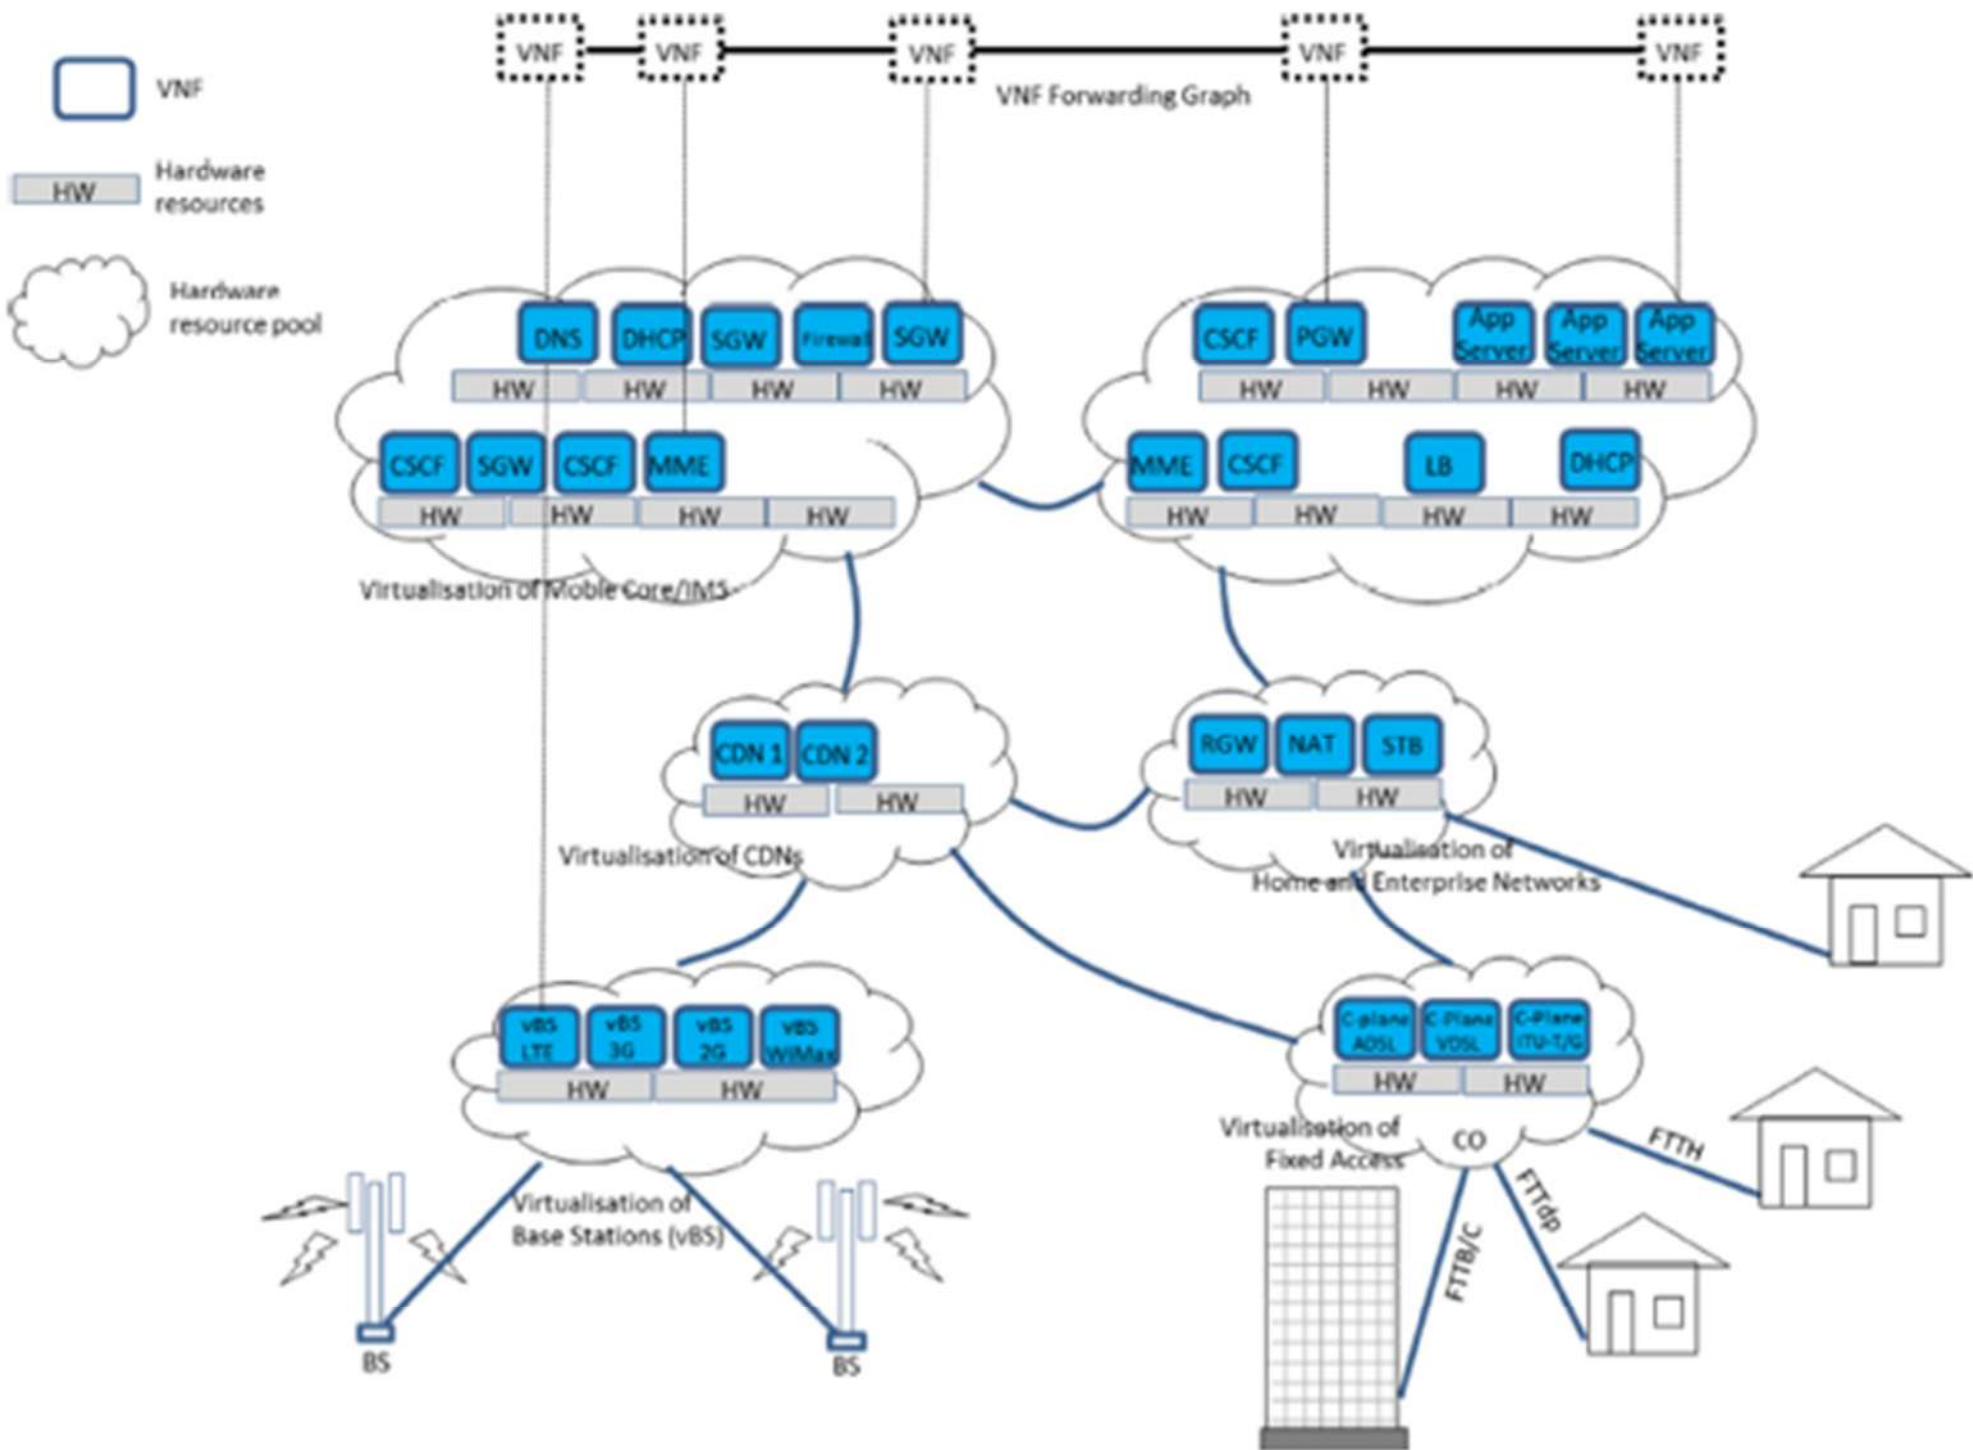 VNF VNF VNF VNF VNF
VNF Forwarding Graph
VNF
HW
Hardware
resources
Hardware
resource pool
DNS DHCP SGW Firewall SGW
HW HW HW HW
CSCF SGW CSCF MME
HW HW HW HW
Virtualisation of Moble Core/IMS
CSCF PGW App Server App Server App Server
HW HW HW HW
MME CSCF LB DHCP
HW HW HW HW
CDN 1 CDN 2
HW HW
Virtualisation of CDNs
RGW NAT STB
HW HW
Virtualisation of
Home and Enterprise Networks
vBS LTE vBS 3G vBS 2G vBS WiMax
HW HW
Virtualisation of
Base Stations (vBS)
BS BS
C-plane ADSL C-Plane VDSL C-Plane ITU-T/G
HW HW
CO
Virtualisation of
Fixed Access
FTTH
FTTdp
FTTB/C